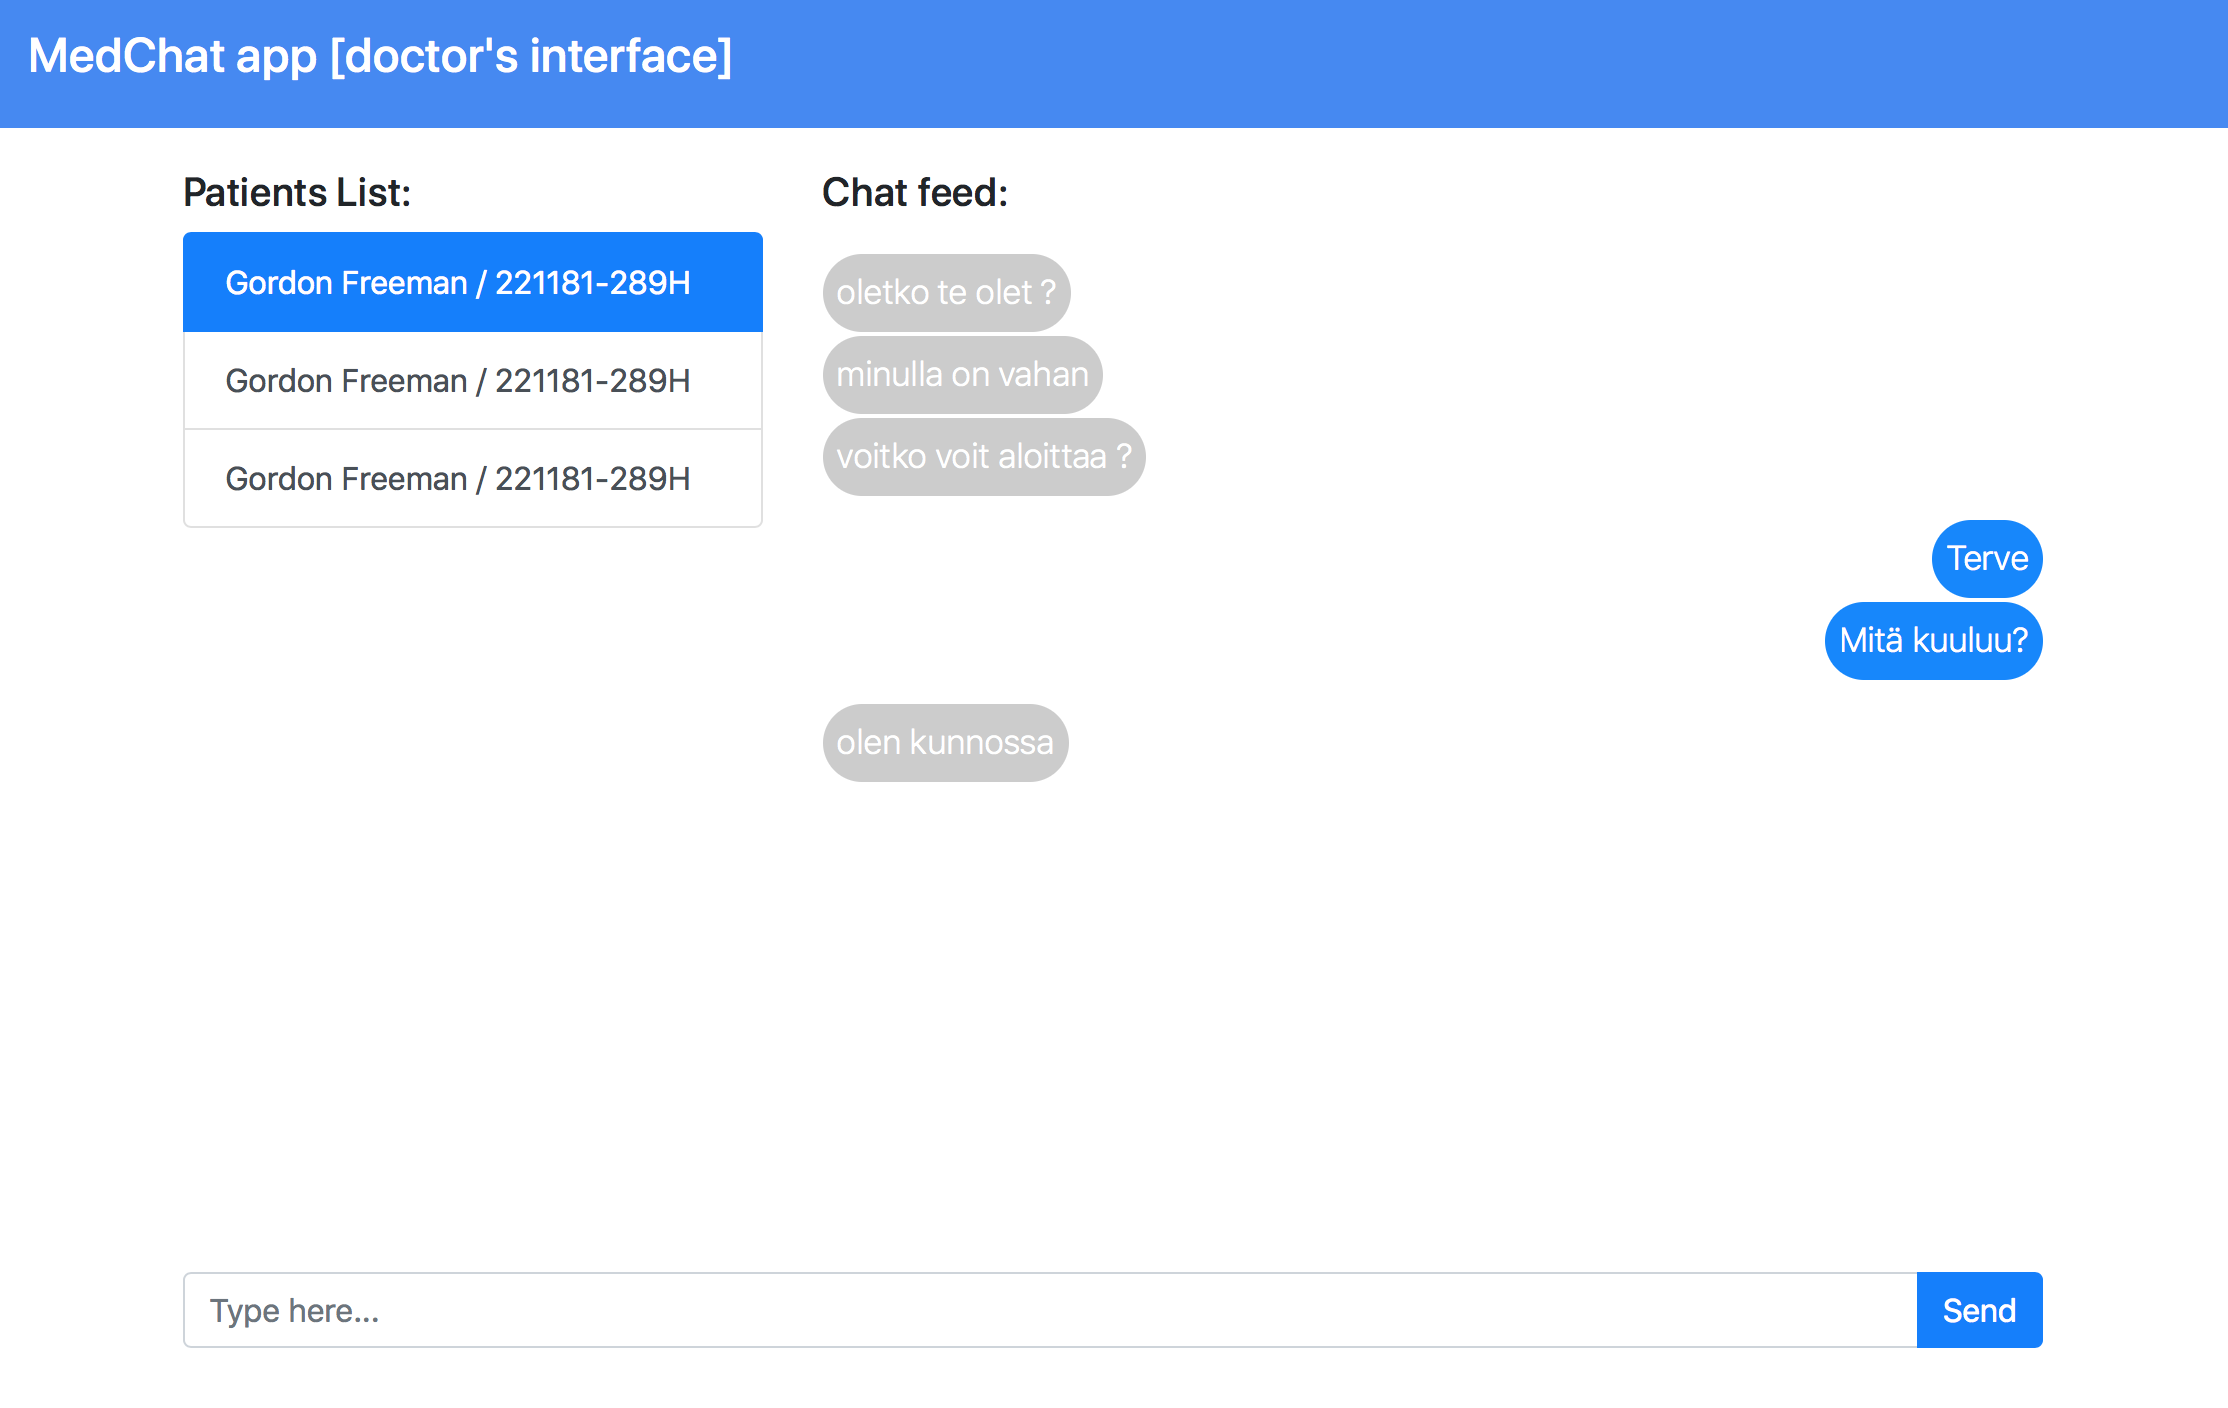 MedChat app [doctor's interface]
Patients List:
Gordon Freeman / 221181-289H
Gordon Freeman / 221181-289H
Gordon Freeman / 221181-289H
Chat feed:
oletko te olet ?
minulla on vahan
voitko voit aloittaa ?
Terve
Mitä kuuluu?
olen kunnossa
Type here...
Send